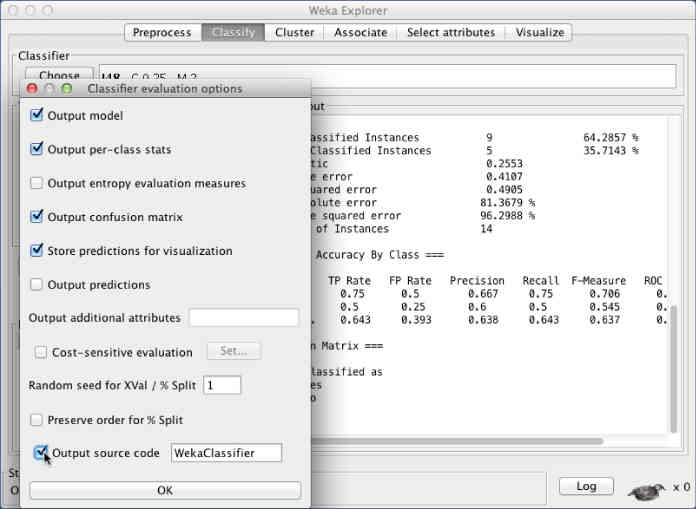 Weka Explorer
Preprocess Classify Cluster Associate Select attributes Visualize
Classifier
Choose J48 -C 0.25 -M 2
Classifier evaluation options
Output model
Output per-class stats
Output entropy evaluation measures
Output confusion matrix
Store predictions for visualization
Output predictions
Output additional attributes
Cost-sensitive evaluation Set...
Random seed for XVal / % Split 1
Preserve order for % Split
Output source code WekaClassifier
OK
assified Instances 9 64.2857 %
Classified Instances 5 35.7143 %
tic 0.2553
e error 0.4107
uared error 0.4905
olute error 81.3679 %
e squared error 96.2988 %
of Instances 14
Accuracy By Class ===
TP Rate FP Rate Precision Recall F-Measure ROC
0.75 0.5 0.667 0.75 0.706 0.
0.5 0.25 0.6 0.5 0.545 0.
. 0.643 0.393 0.638 0.643 0.637 0.
n Matrix ===
lassified as
es
o
Log x 0